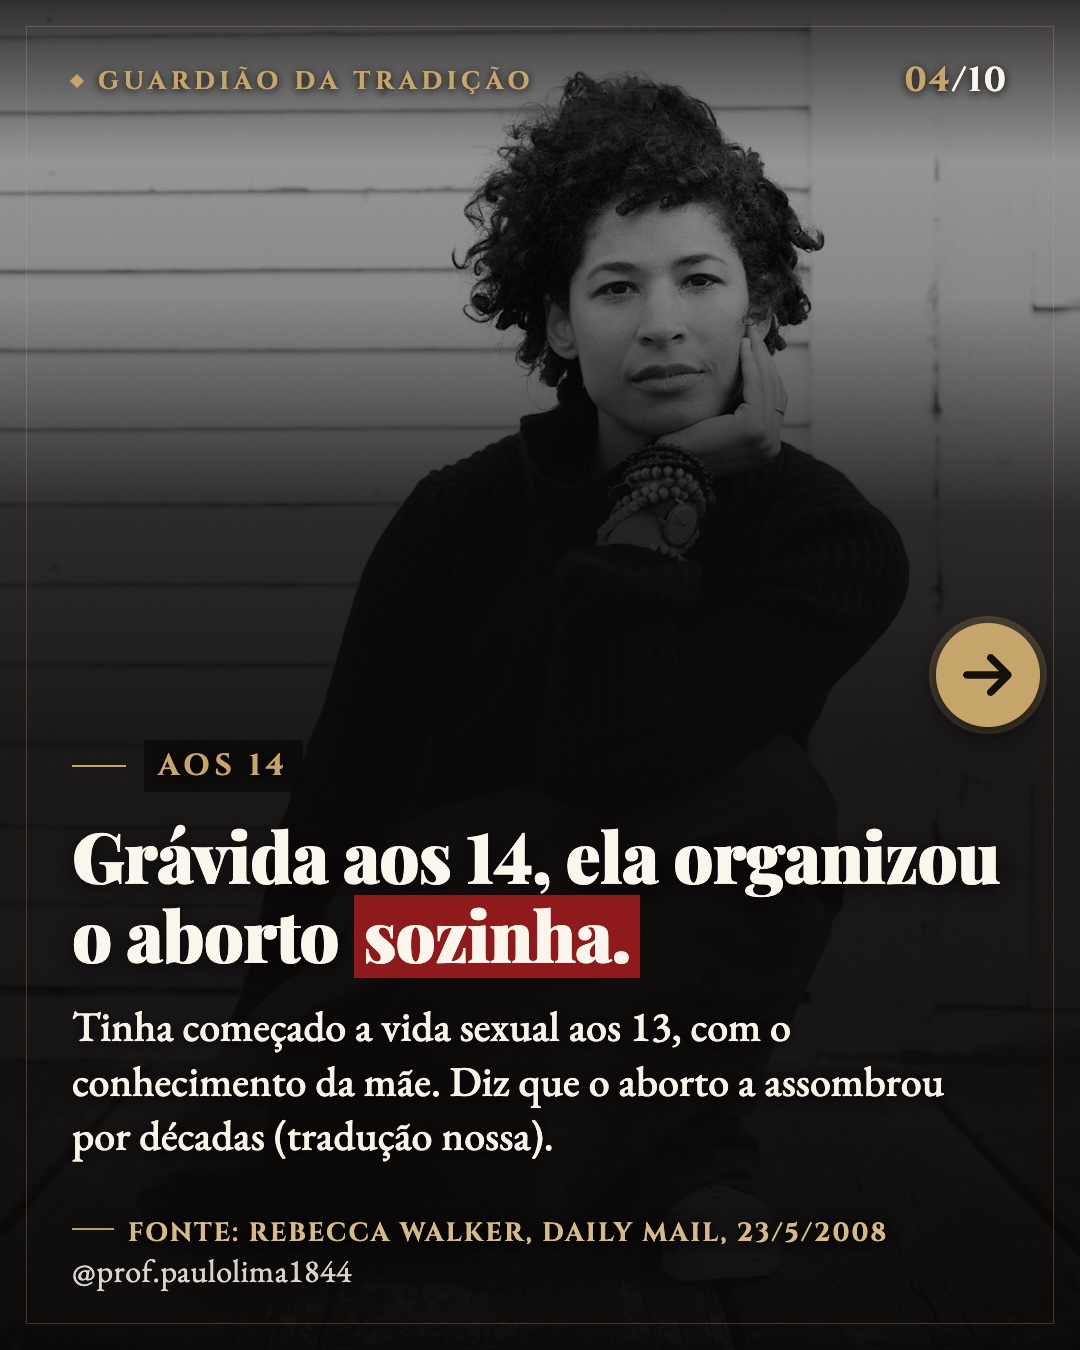 GUARDIÃO DA TRADIÇÃO
04/10
AOS 14
Grávida aos 14, ela organizou
o aborto sozinha.
Tinha começado a vida sexual aos 13, com o
conhecimento da mãe. Diz que o aborto a assombrou
por décadas (tradução nossa).
FONTE: REBECCA WALKER, DAILY MAIL, 23/5/2008
@prof.paulolima1844